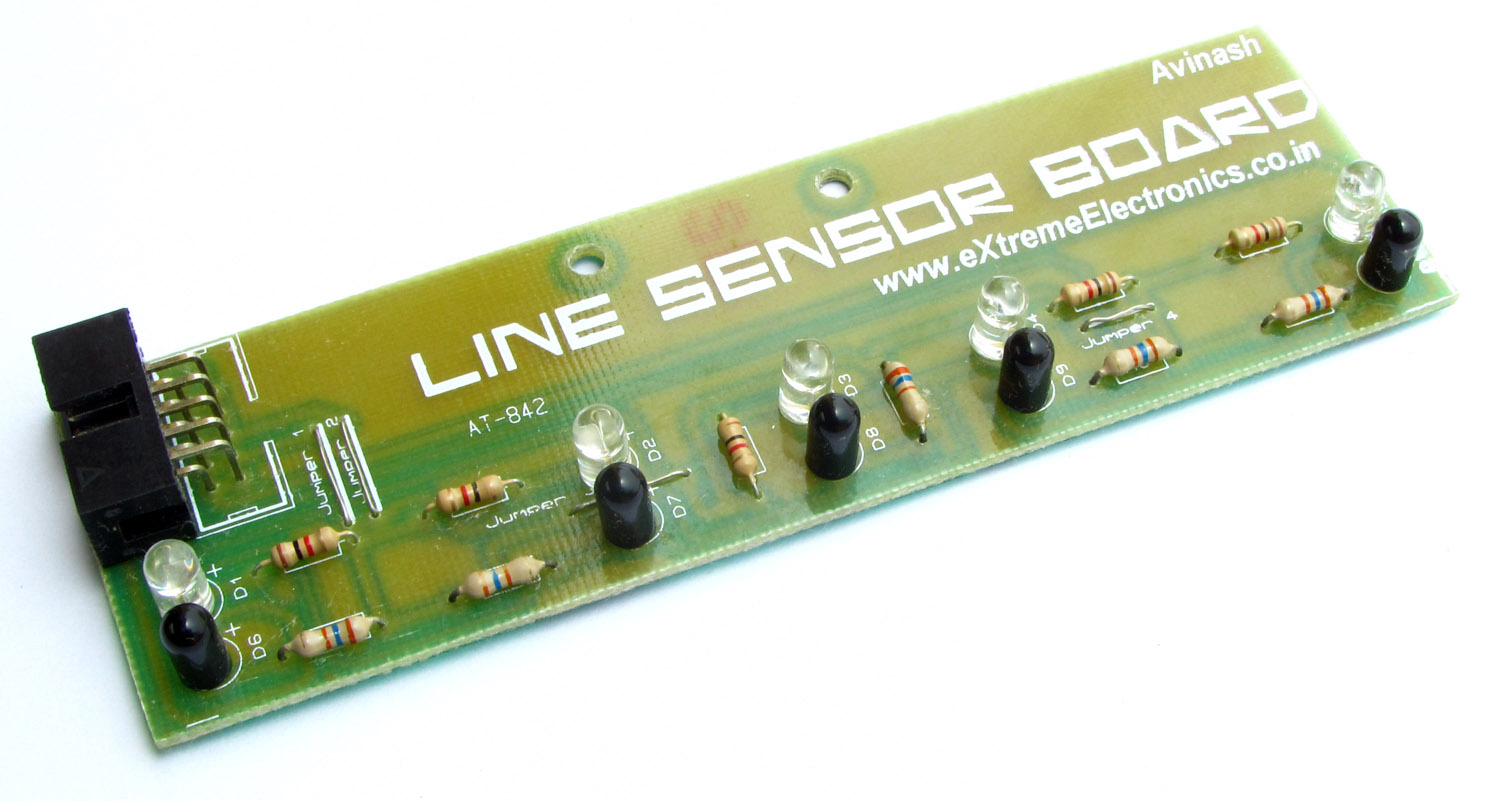 Avinash
LINE SENSOR BOARD
www.eXtremeElectronics.co.in
AT-842
Jumper 1
Jumper 2
Jumper
Jumper 4
D1
D6
D2
D7
D3
D8
D9